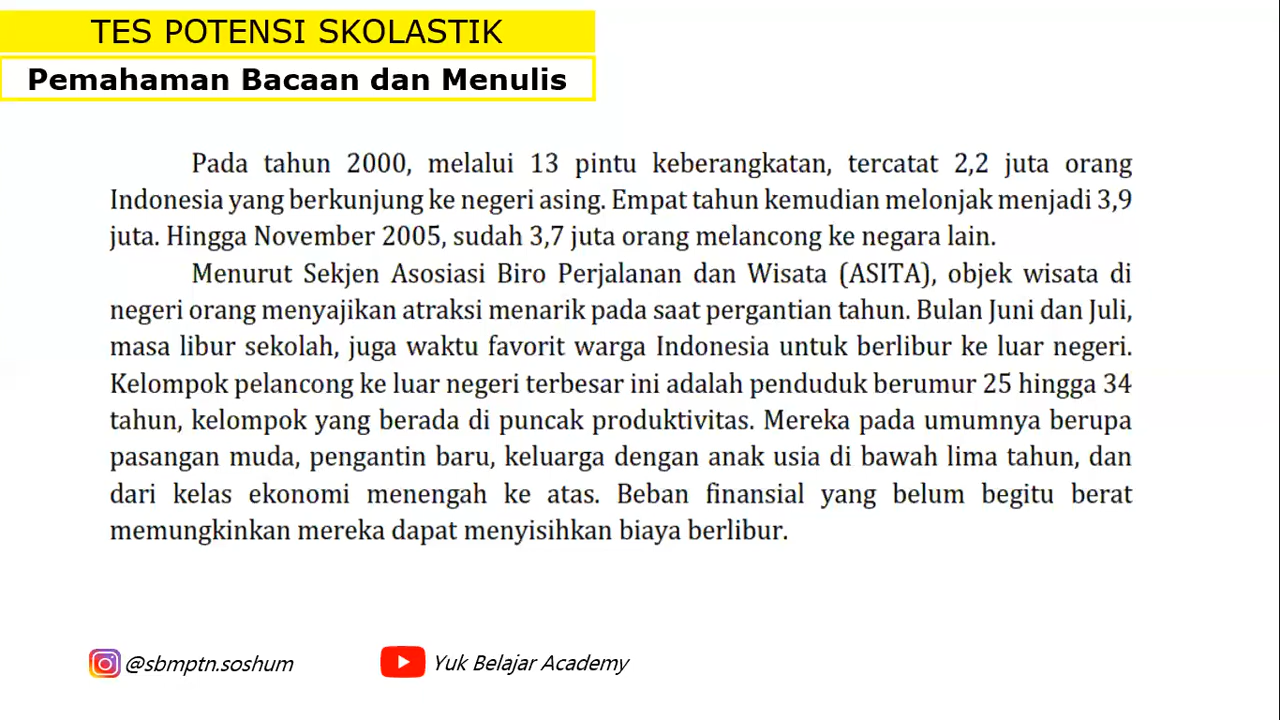 TES POTENSI SKOLASTIK
Pemahaman Bacaan dan Menulis
Pada tahun 2000, melalui 13 pintu keberangkatan, tercatat 2,2 juta orang
Indonesia yang berkunjung ke negeri asing. Empat tahun kemudian melonjak menjadi 3,9
juta. Hingga November 2005, sudah 3,7 juta orang melancong ke negara lain.
Menurut Sekjen Asosiasi Biro Perjalanan dan Wisata (ASITA), objek wisata di
negeri orang menyajikan atraksi menarik pada saat pergantian tahun. Bulan Juni dan Juli,
masa libur sekolah, juga waktu favorit warga Indonesia untuk berlibur ke luar negeri.
Kelompok pelancong ke luar negeri terbesar ini adalah penduduk berumur 25 hingga 34
tahun, kelompok yang berada di puncak produktivitas. Mereka pada umumnya berupa
pasangan muda, pengantin baru, keluarga dengan anak usia di bawah lima tahun, dan
dari kelas ekonomi menengah ke atas. Beban finansial yang belum begitu berat
memungkinkan mereka dapat menyisihkan biaya berlibur.
@sbmptn.soshum
Yuk Belajar Academy